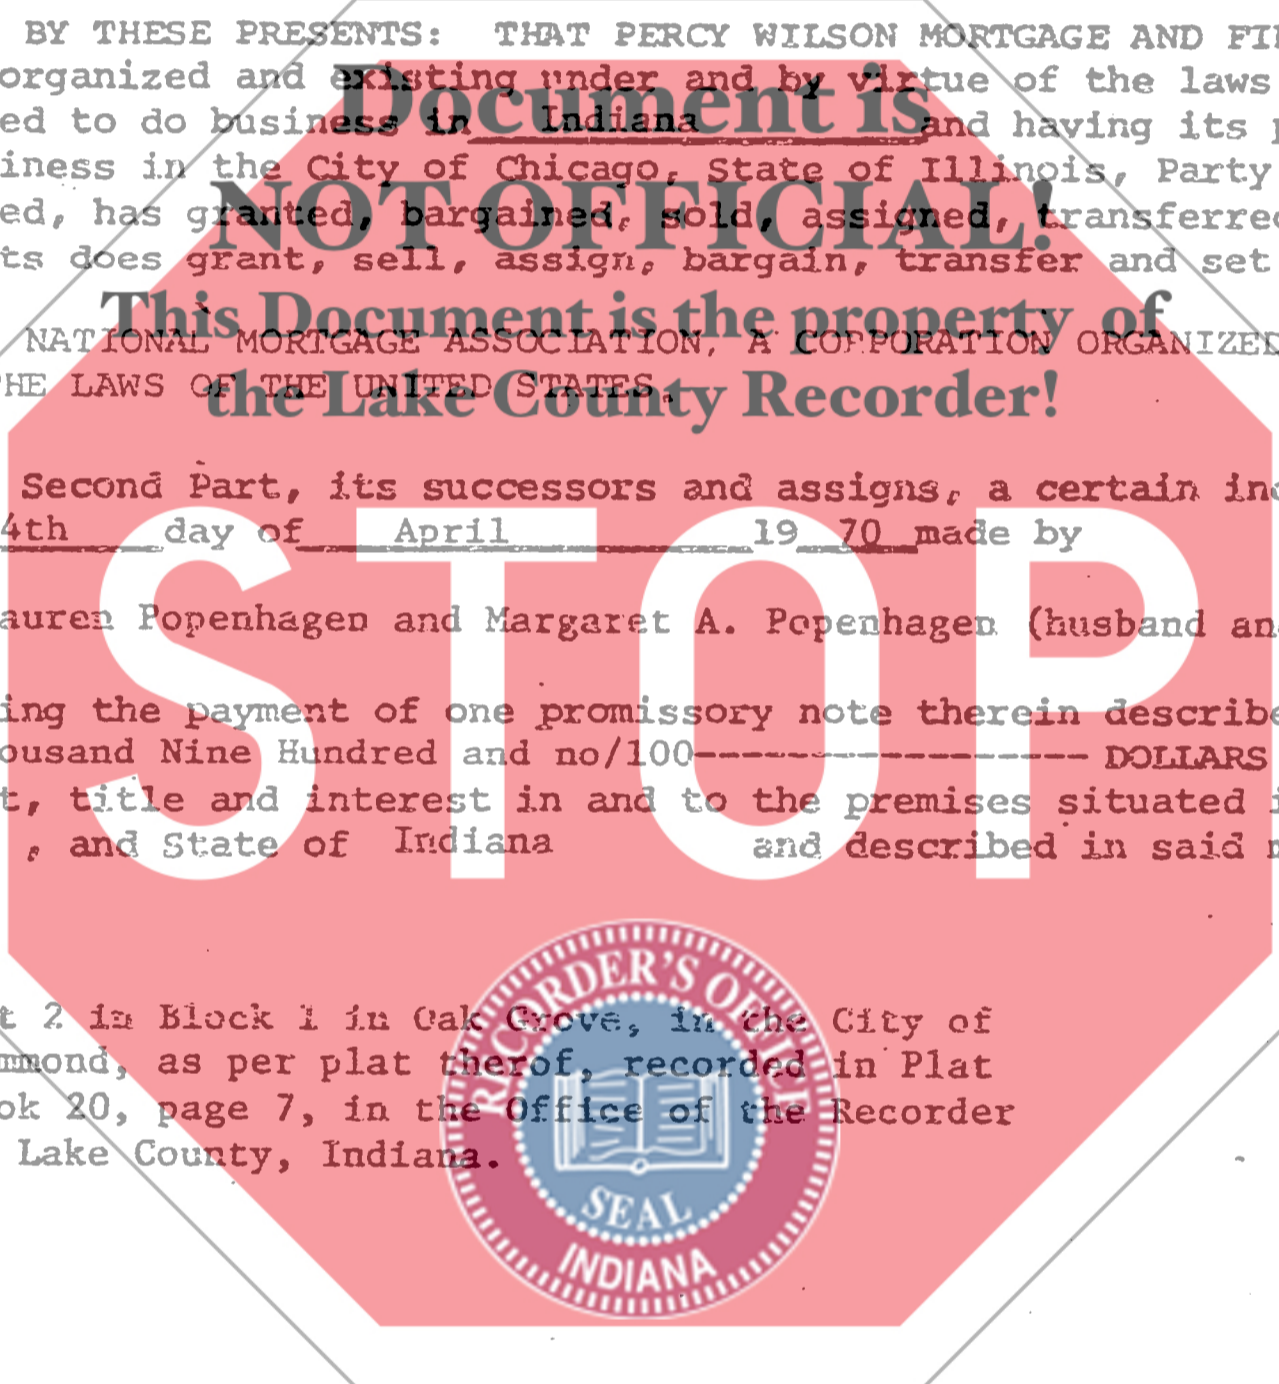 BY THESE PRESENTS: THAT PERCY WILSON MORTGAGE AND FI
organized and existing under and by virtue of the laws
Document is
ed to do business in Indiana and having its p
iness in the City of Chicago, State of Illinois, Party
NOT OFFICIAL!
ed, has granted, bargained, sold, assigned, transferred
ts does grant, sell, assign, bargain, transfer and set
This Document is the property of
NATIONAL MORTGAGE ASSOCIATION, A CORPORATION ORGANIZED
HE LAWS OF THE UNITED STATES,
the Lake County Recorder!
Second Part, its successors and assigns, a certain in
4th day of April 19 70 made by
STOP
auren Popenhagen and Margaret A. Popenhagen (husband an
ing the payment of one promissory note therein describe
ousand Nine Hundred and no/100------------------ DOLLARS
t, title and interest in and to the premises situated i
, and State of Indiana and described in said m
RECORDER'S OFFICE
t 2 in Block 1 in Oak Grove, in the City of
mmond, as per plat therof, recorded in Plat
ok 20, page 7, in the Office of the Recorder
Lake County, Indiana.
SEAL
INDIANA